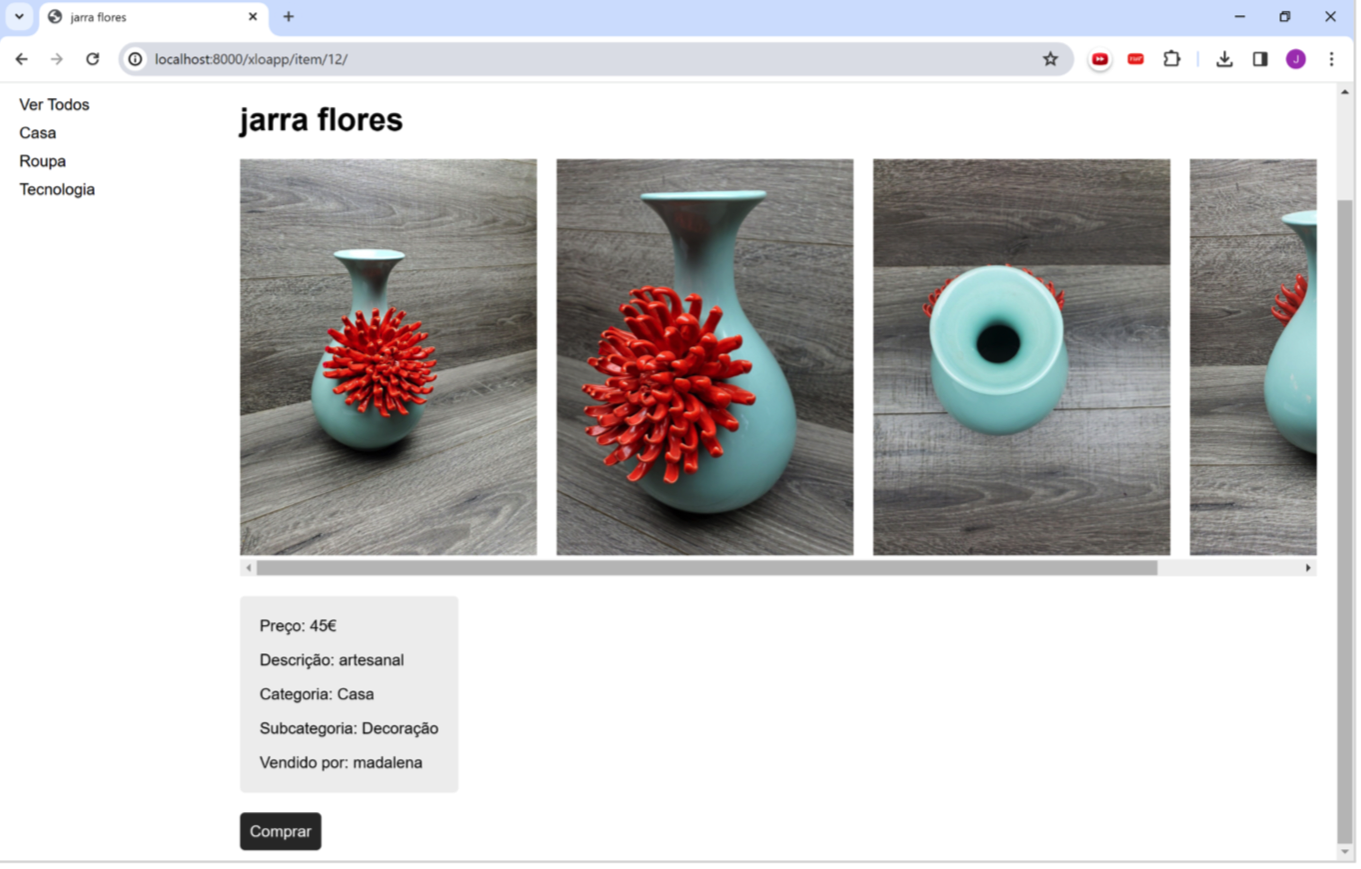 jarra flores
localhost:8000/xloapp/item/12/
J
Ver Todos
Casa
Roupa
Tecnologia
jarra flores
Preço: 45€
Descrição: artesanal
Categoria: Casa
Subcategoria: Decoração
Vendido por: madalena
Comprar